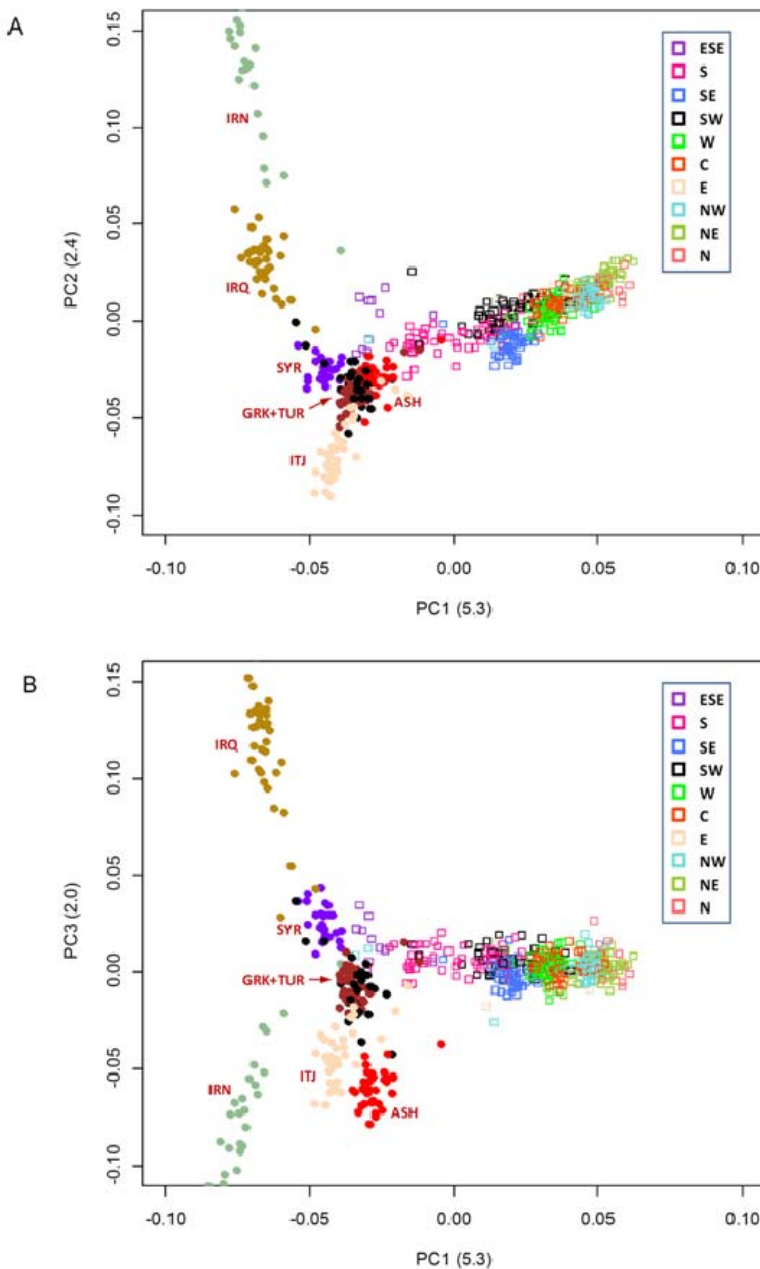 A
IRN
IRQ
SYR
GRK+TUR
ITJ
ASH
ESE
S
SE
SW
W
C
E
NW
NE
N
PC2 (2.4)
0.15
0.10
0.05
0.00
-0.05
-0.10
-0.10
-0.05
0.00
0.05
0.10
PC1 (5.3)
B
IRQ
SYR
GRK+TUR
IRN
ITJ
ASH
ESE
S
SE
SW
W
C
E
NW
NE
N
PC3 (2.0)
0.15
0.10
0.05
0.00
-0.05
-0.10
-0.10
-0.05
0.00
0.05
0.10
PC1 (5.3)